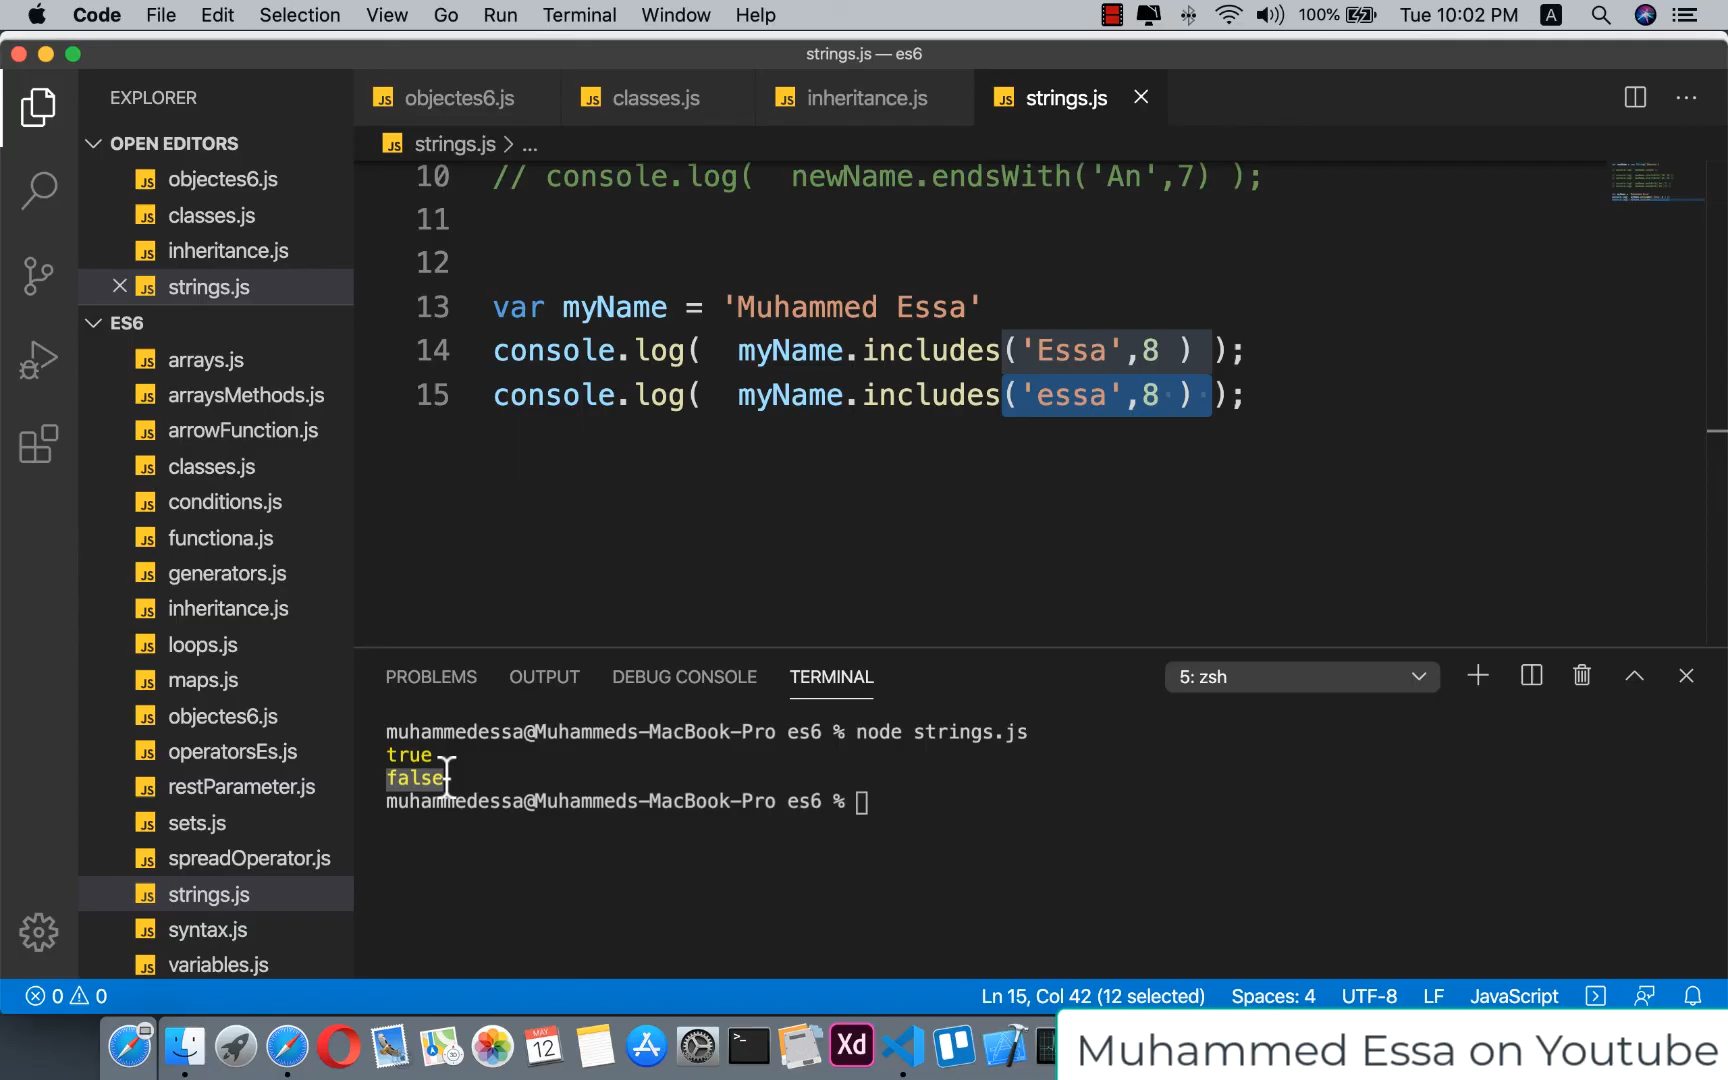 Code File Edit Selection View Go Run Terminal Window Help 100% Tue 10:02 PM A
strings.js — es6
EXPLORER
OPEN EDITORS
objectes6.js
classes.js
inheritance.js
strings.js
ES6
arrays.js
arraysMethods.js
arrowFunction.js
classes.js
conditions.js
functiona.js
generators.js
inheritance.js
loops.js
maps.js
objectes6.js
operatorsEs.js
restParameter.js
sets.js
spreadOperator.js
strings.js
syntax.js
variables.js
objectes6.js classes.js inheritance.js strings.js
strings.js > ...
10 // console.log(  newName.endsWith('An',7) );
11
12
13 var myName = 'Muhammed Essa'
14 console.log(  myName.includes('Essa',8 ) );
15 console.log(  myName.includes('essa',8 ) );
PROBLEMS OUTPUT DEBUG CONSOLE TERMINAL 5: zsh
muhammedessa@Muhammeds-MacBook-Pro es6 % node strings.js
true
false
muhammedessa@Muhammeds-MacBook-Pro es6 %
0 0 Ln 15, Col 42 (12 selected) Spaces: 4 UTF-8 LF JavaScript
MAY
12
Xd
Muhammed Essa on Youtube